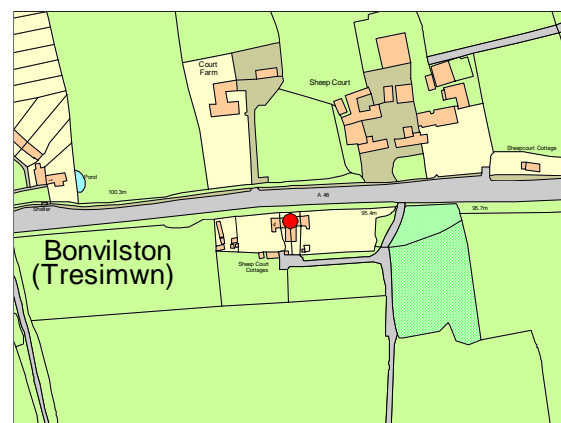 Court
Farm
Sheep Court
Sheepcourt Cottage
Pond
100.3m
A 48
Shelter
95.4m
95.7m
Bonvilston
(Tresimwn)
Sheep Court
Cottages